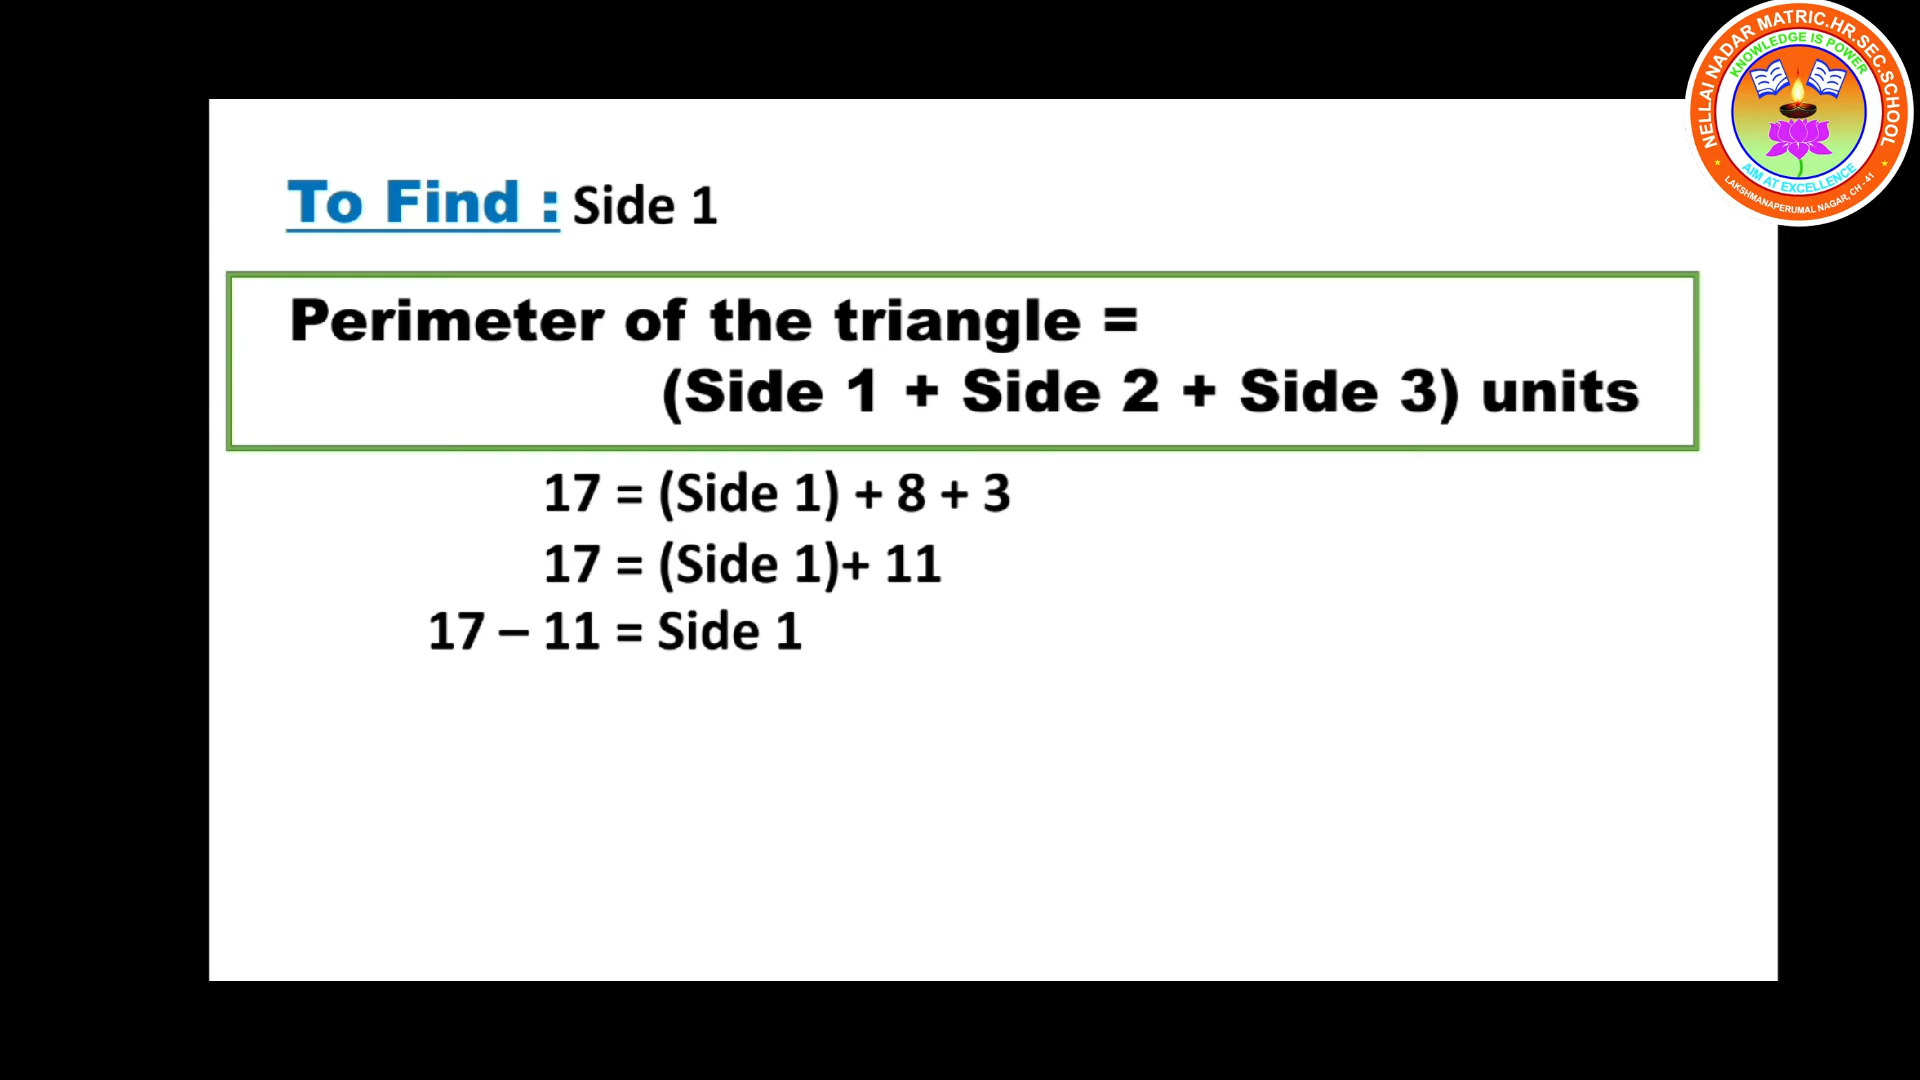 NELLAI NADAR MATRIC.HR.SEC.SCHOOL
KNOWLEDGE IS POWER
AIM AT EXCELLENCE
LAKSHMANAPERUMAL NAGAR, CH - 41
To Find : Side 1
Perimeter of the triangle =
(Side 1 + Side 2 + Side 3) units
17 = (Side 1) + 8 + 3
17 = (Side 1)+ 11
17 – 11 = Side 1